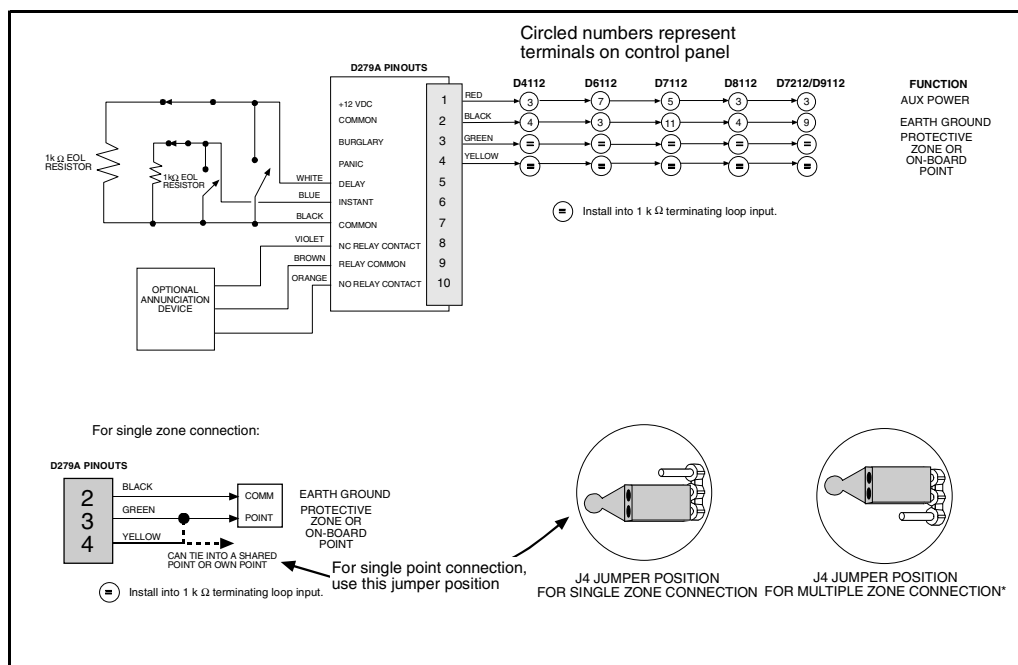 Circled numbers represent
terminals on control panel
D279A PINOUTS
D4112 D6112 D7112 D8112 D7212/D9112 FUNCTION
+12 VDC 1 RED 3 7 5 3 3 AUX POWER
COMMON 2 BLACK 4 3 11 4 9 EARTH GROUND
BURGLARY 3 GREEN = = = = = PROTECTIVE
ZONE OR
PANIC 4 YELLOW = = = = = ON-BOARD
POINT
1k Ω EOL
RESISTOR
1kΩ EOL
RESISTOR
WHITE DELAY 5
BLUE INSTANT 6
BLACK COMMON 7
VIOLET NC RELAY CONTACT 8
BROWN RELAY COMMON 9
ORANGE NO RELAY CONTACT 10
= Install into 1 k Ω terminating loop input.
OPTIONAL
ANNUNCIATION
DEVICE
For single zone connection:
D279A PINOUTS
2 BLACK COMM EARTH GROUND
3 GREEN POINT PROTECTIVE
ZONE OR
ON-BOARD
POINT
4 YELLOW
CAN TIE INTO A SHARED
POINT OR OWN POINT
= Install into 1 k Ω terminating loop input.
For single point connection,
use this jumper position
J4 JUMPER POSITION
FOR SINGLE ZONE CONNECTION
J4 JUMPER POSITION
FOR MULTIPLE ZONE CONNECTION*